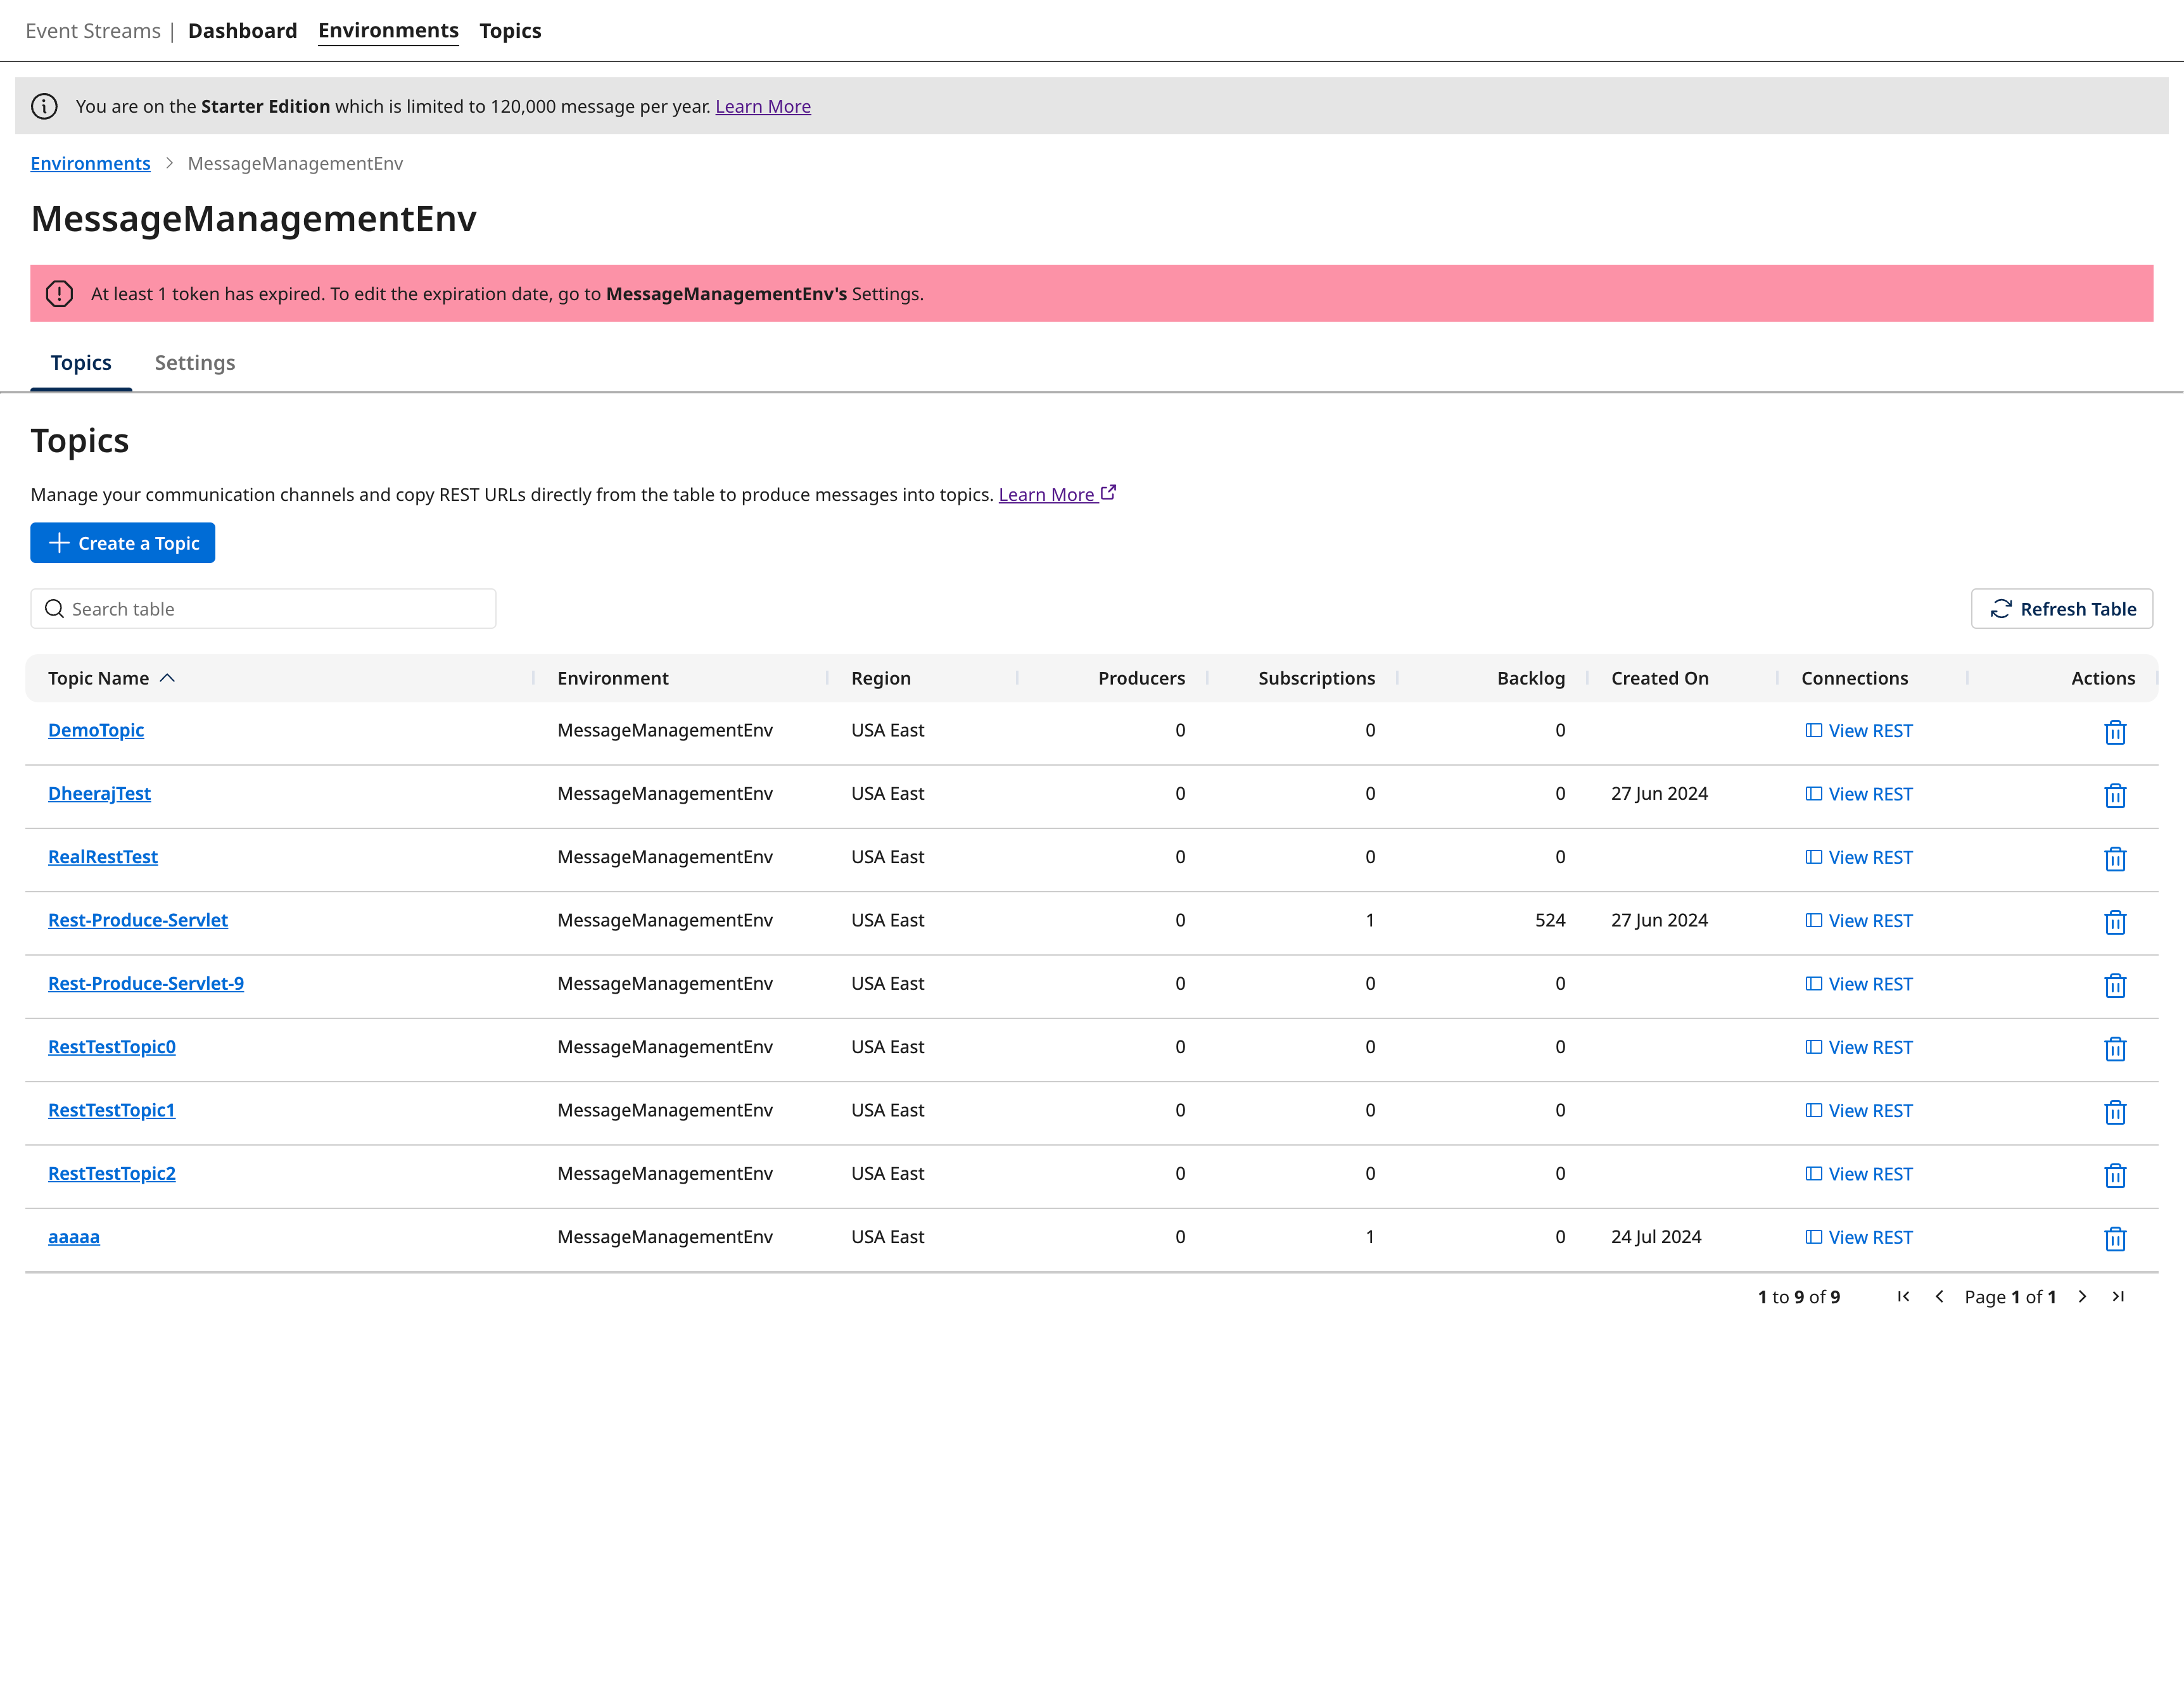 Event Streams | Dashboard Environments Topics
You are on the Starter Edition which is limited to 120,000 message per year. Learn More
Environments > MessageManagementEnv
MessageManagementEnv
At least 1 token has expired. To edit the expiration date, go to MessageManagementEnv's Settings.
Topics Settings
Topics
Manage your communication channels and copy REST URLs directly from the table to produce messages into topics. Learn More
Create a Topic
Search table Refresh Table
Topic Name Environment Region Producers Subscriptions Backlog Created On Connections Actions
DemoTopic MessageManagementEnv USA East 0 0 0 View REST
DheerajTest MessageManagementEnv USA East 0 0 0 27 Jun 2024 View REST
RealRestTest MessageManagementEnv USA East 0 0 0 View REST
Rest-Produce-Servlet MessageManagementEnv USA East 0 1 524 27 Jun 2024 View REST
Rest-Produce-Servlet-9 MessageManagementEnv USA East 0 0 0 View REST
RestTestTopic0 MessageManagementEnv USA East 0 0 0 View REST
RestTestTopic1 MessageManagementEnv USA East 0 0 0 View REST
RestTestTopic2 MessageManagementEnv USA East 0 0 0 View REST
aaaaa MessageManagementEnv USA East 0 1 0 24 Jul 2024 View REST
1 to 9 of 9 Page 1 of 1